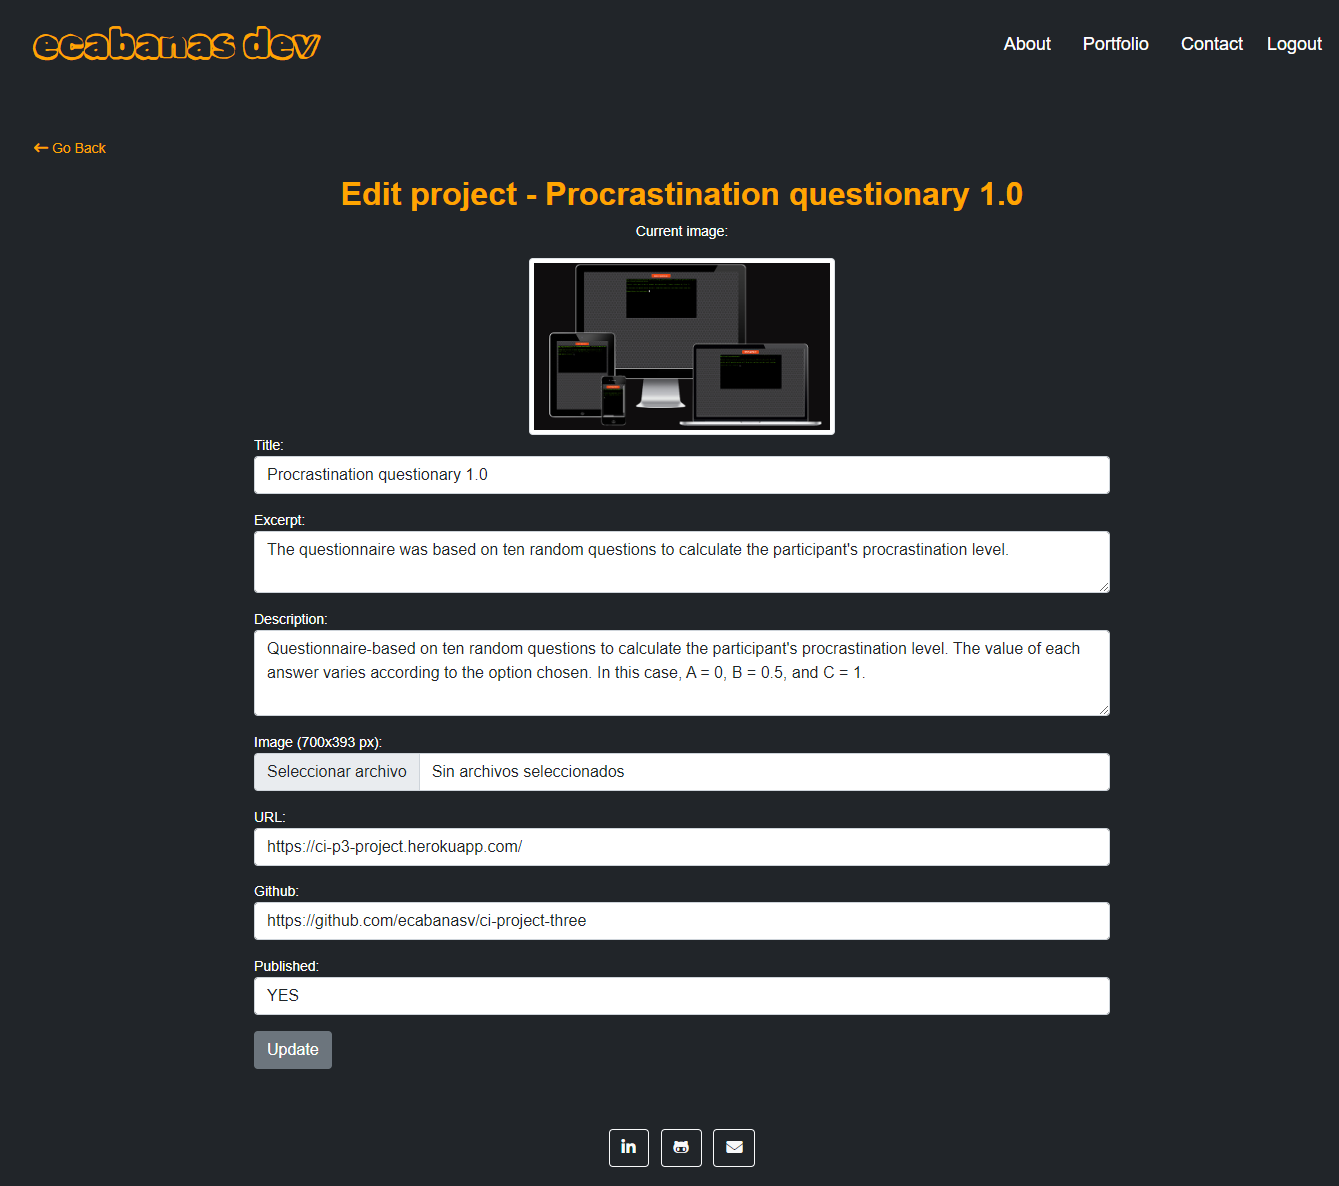 ecabanas dev
About Portfolio Contact Logout
Go Back
Edit project - Procrastination questionary 1.0
Current image:
Title:
Procrastination questionary 1.0
Excerpt:
The questionnaire was based on ten random questions to calculate the participant's procrastination level.
Description:
Questionnaire-based on ten random questions to calculate the participant's procrastination level. The value of each
answer varies according to the option chosen. In this case, A = 0, B = 0.5, and C = 1.
Image (700x393 px):
Seleccionar archivo Sin archivos seleccionados
URL:
https://ci-p3-project.herokuapp.com/
Github:
https://github.com/ecabanasv/ci-project-three
Published:
YES
Update
in